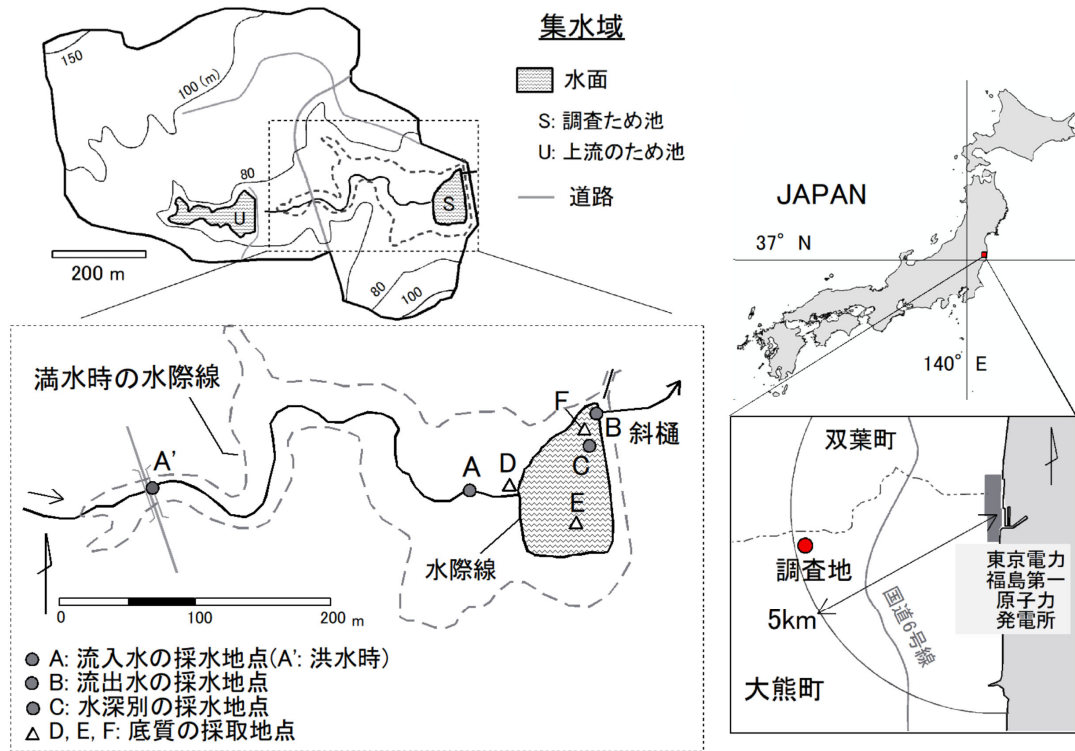 集水域
水面
S: 調査ため池
U: 上流のため池
道路
150
100(m)
80
U
S
80
100
200 m
JAPAN
37° N
140° E
満水時の水際線
A'
A
D
F
B
斜樋
C
E
水際線
0 100 200 m
A: 流入水の採水地点(A': 洪水時)
B: 流出水の採水地点
C: 水深別の採水地点
D, E, F: 底質の採取地点
双葉町
調査地
5km
国道6号線
大熊町
東京電力
福島第一
原子力
発電所